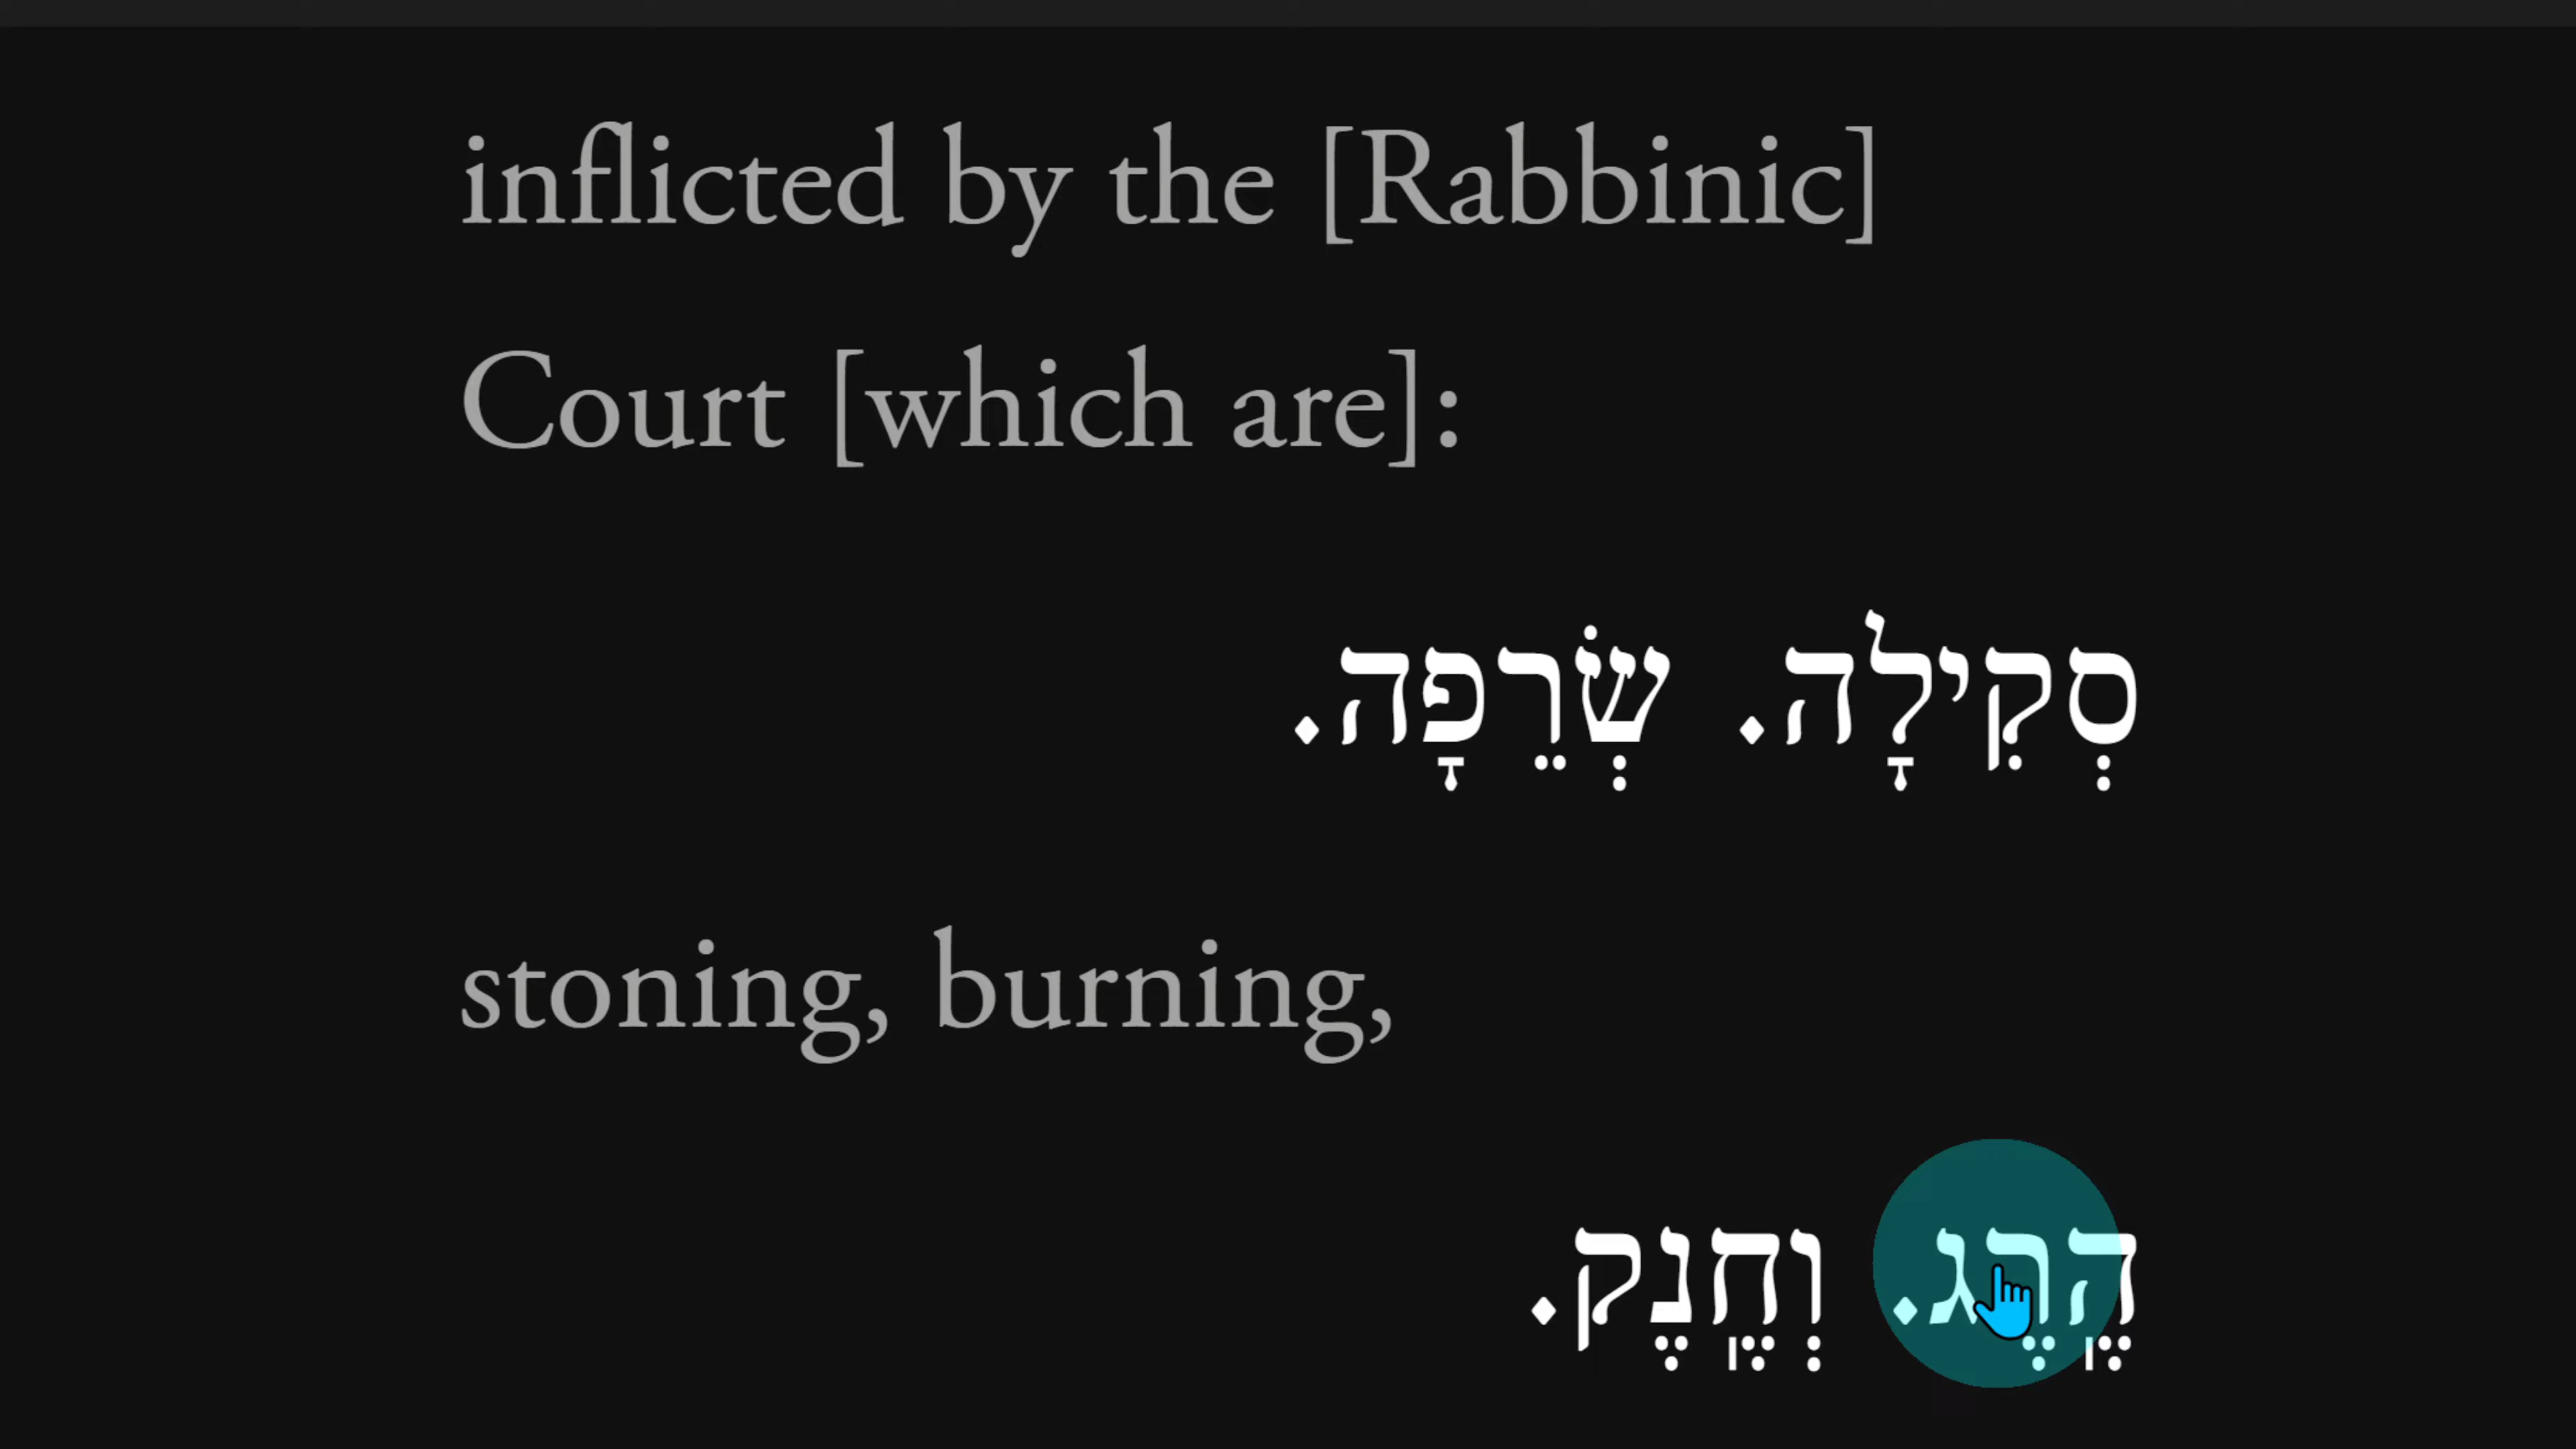 inflicted by the [Rabbinic]
Court [which are]:
סְקִילָה. שְׂרֵפָה.
stoning, burning,
הֱרֶג. וְחֱנֶק.